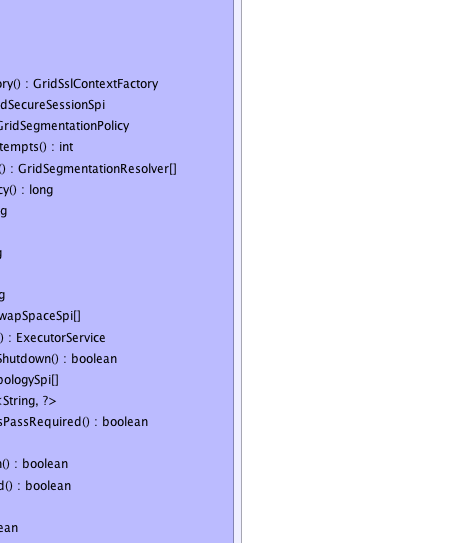 ory() : GridSslContextFactory
dSecureSessionSpi
GridSegmentationPolicy
tempts() : int
() : GridSegmentationResolver[]
cy() : long
g
g
g
wapSpaceSpi[]
) : ExecutorService
Shutdown() : boolean
pologySpi[]
<String, ?>
sPassRequired() : boolean
n() : boolean
d() : boolean
ean